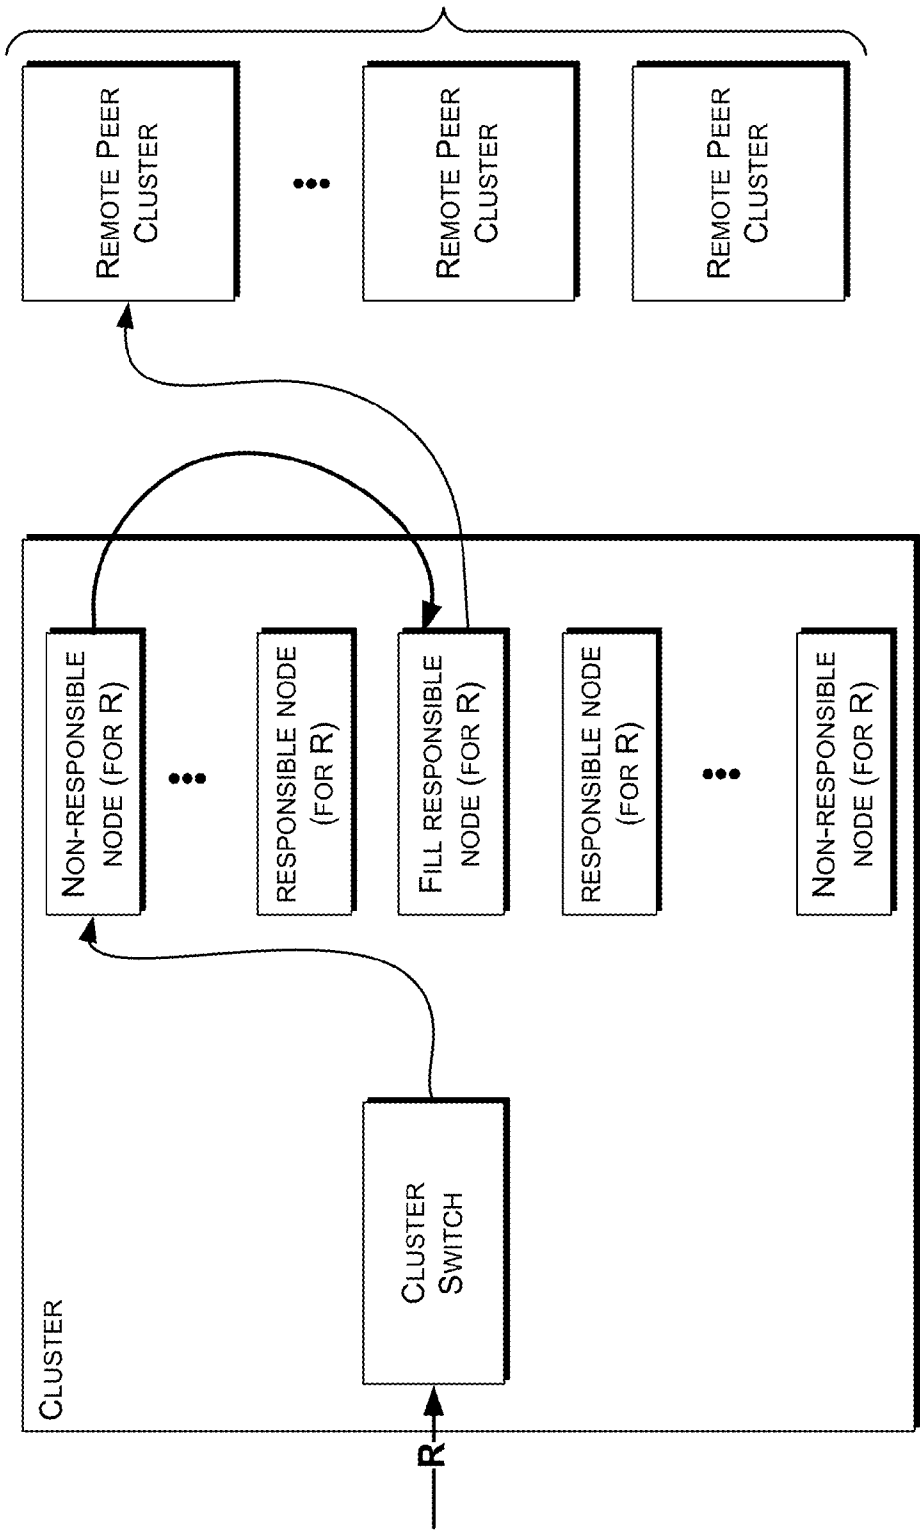 CLUSTER
R
CLUSTER
SWITCH
NON-RESPONSIBLE
NODE (FOR R)
RESPONSIBLE NODE
(FOR R)
FILL RESPONSIBLE
NODE (FOR R)
RESPONSIBLE NODE
(FOR R)
NON-RESPONSIBLE
NODE (FOR R)
REMOTE PEER
CLUSTER
REMOTE PEER
CLUSTER
REMOTE PEER
CLUSTER